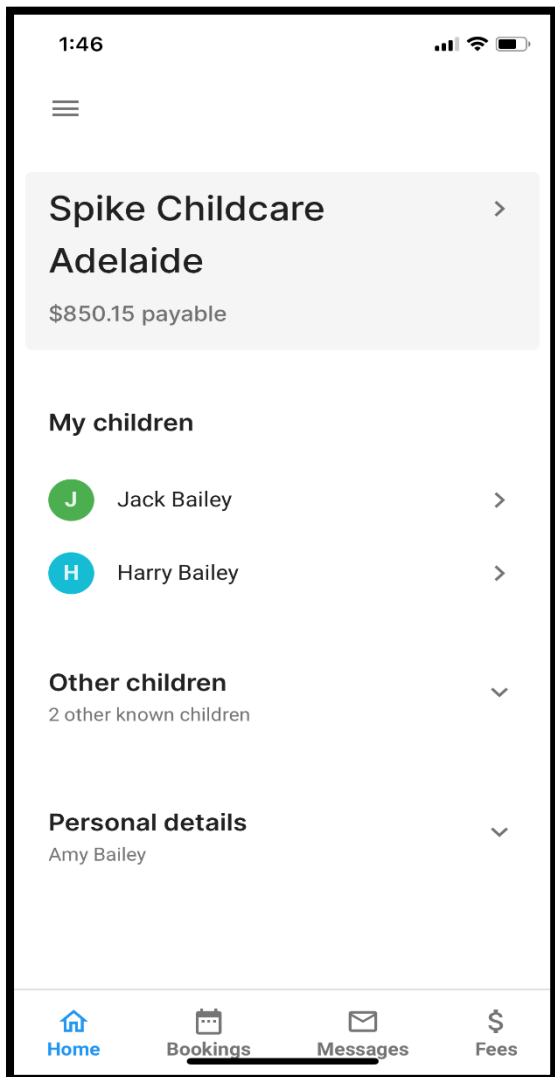 1:46
Spike Childcare
Adelaide
$850.15 payable
My children
J Jack Bailey
H Harry Bailey
Other children
2 other known children
Personal details
Amy Bailey
$
Home Bookings Messages Fees